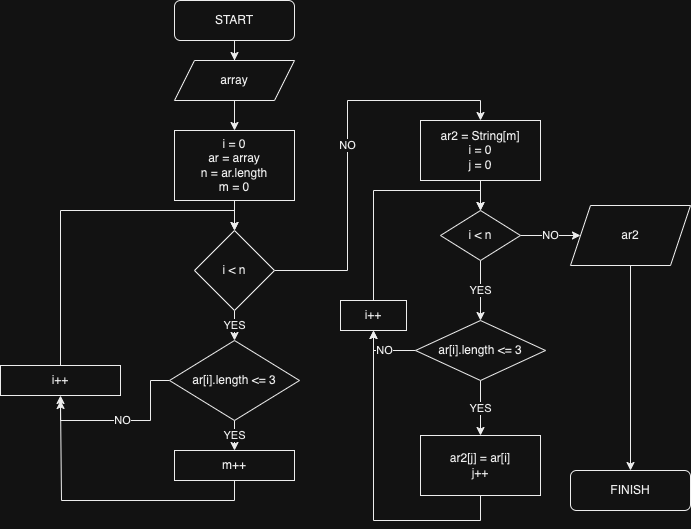 START
array
i = 0
ar = array
n = ar.length
m = 0
i < n
YES
ar[i].length <= 3
NO
i++
YES
m++
NO
ar2 = String[m]
i = 0
j = 0
i < n
NO
ar2
YES
i++
ar[i].length <= 3
NO
YES
ar2[j] = ar[i]
j++
FINISH